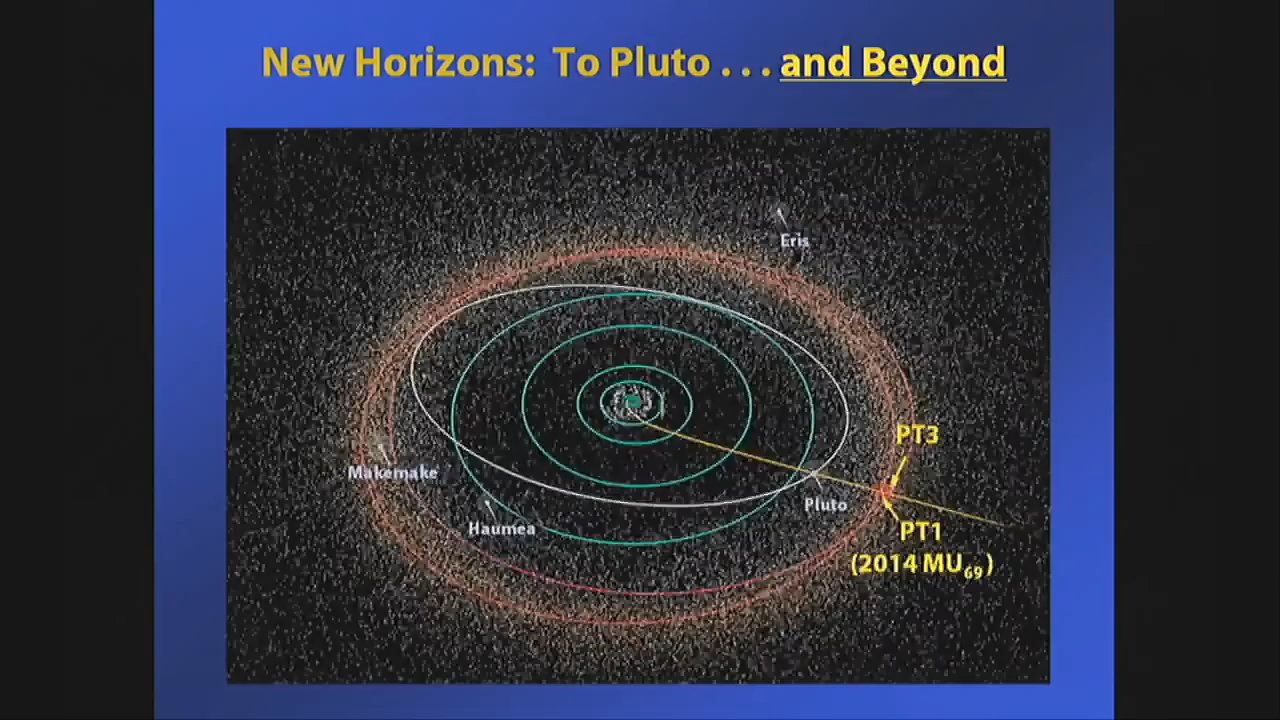 New Horizons: To Pluto . . . and Beyond
Eris
PT3
Makemake
Pluto
Haumea
PT1
(2014 MU69)